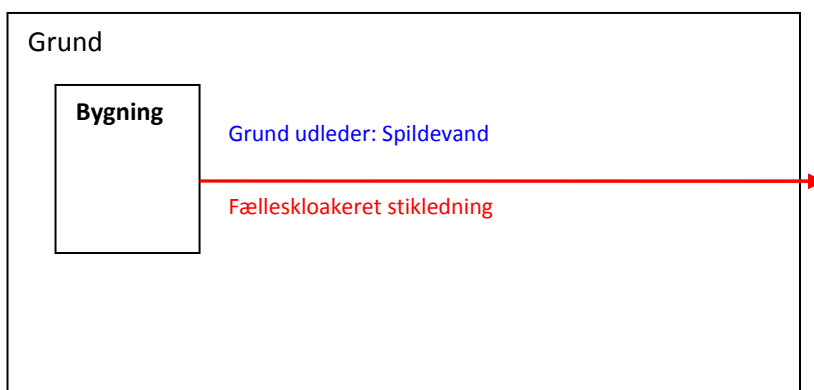 Grund
Bygning
Grund udleder: Spildevand
Fælleskloakeret stikledning